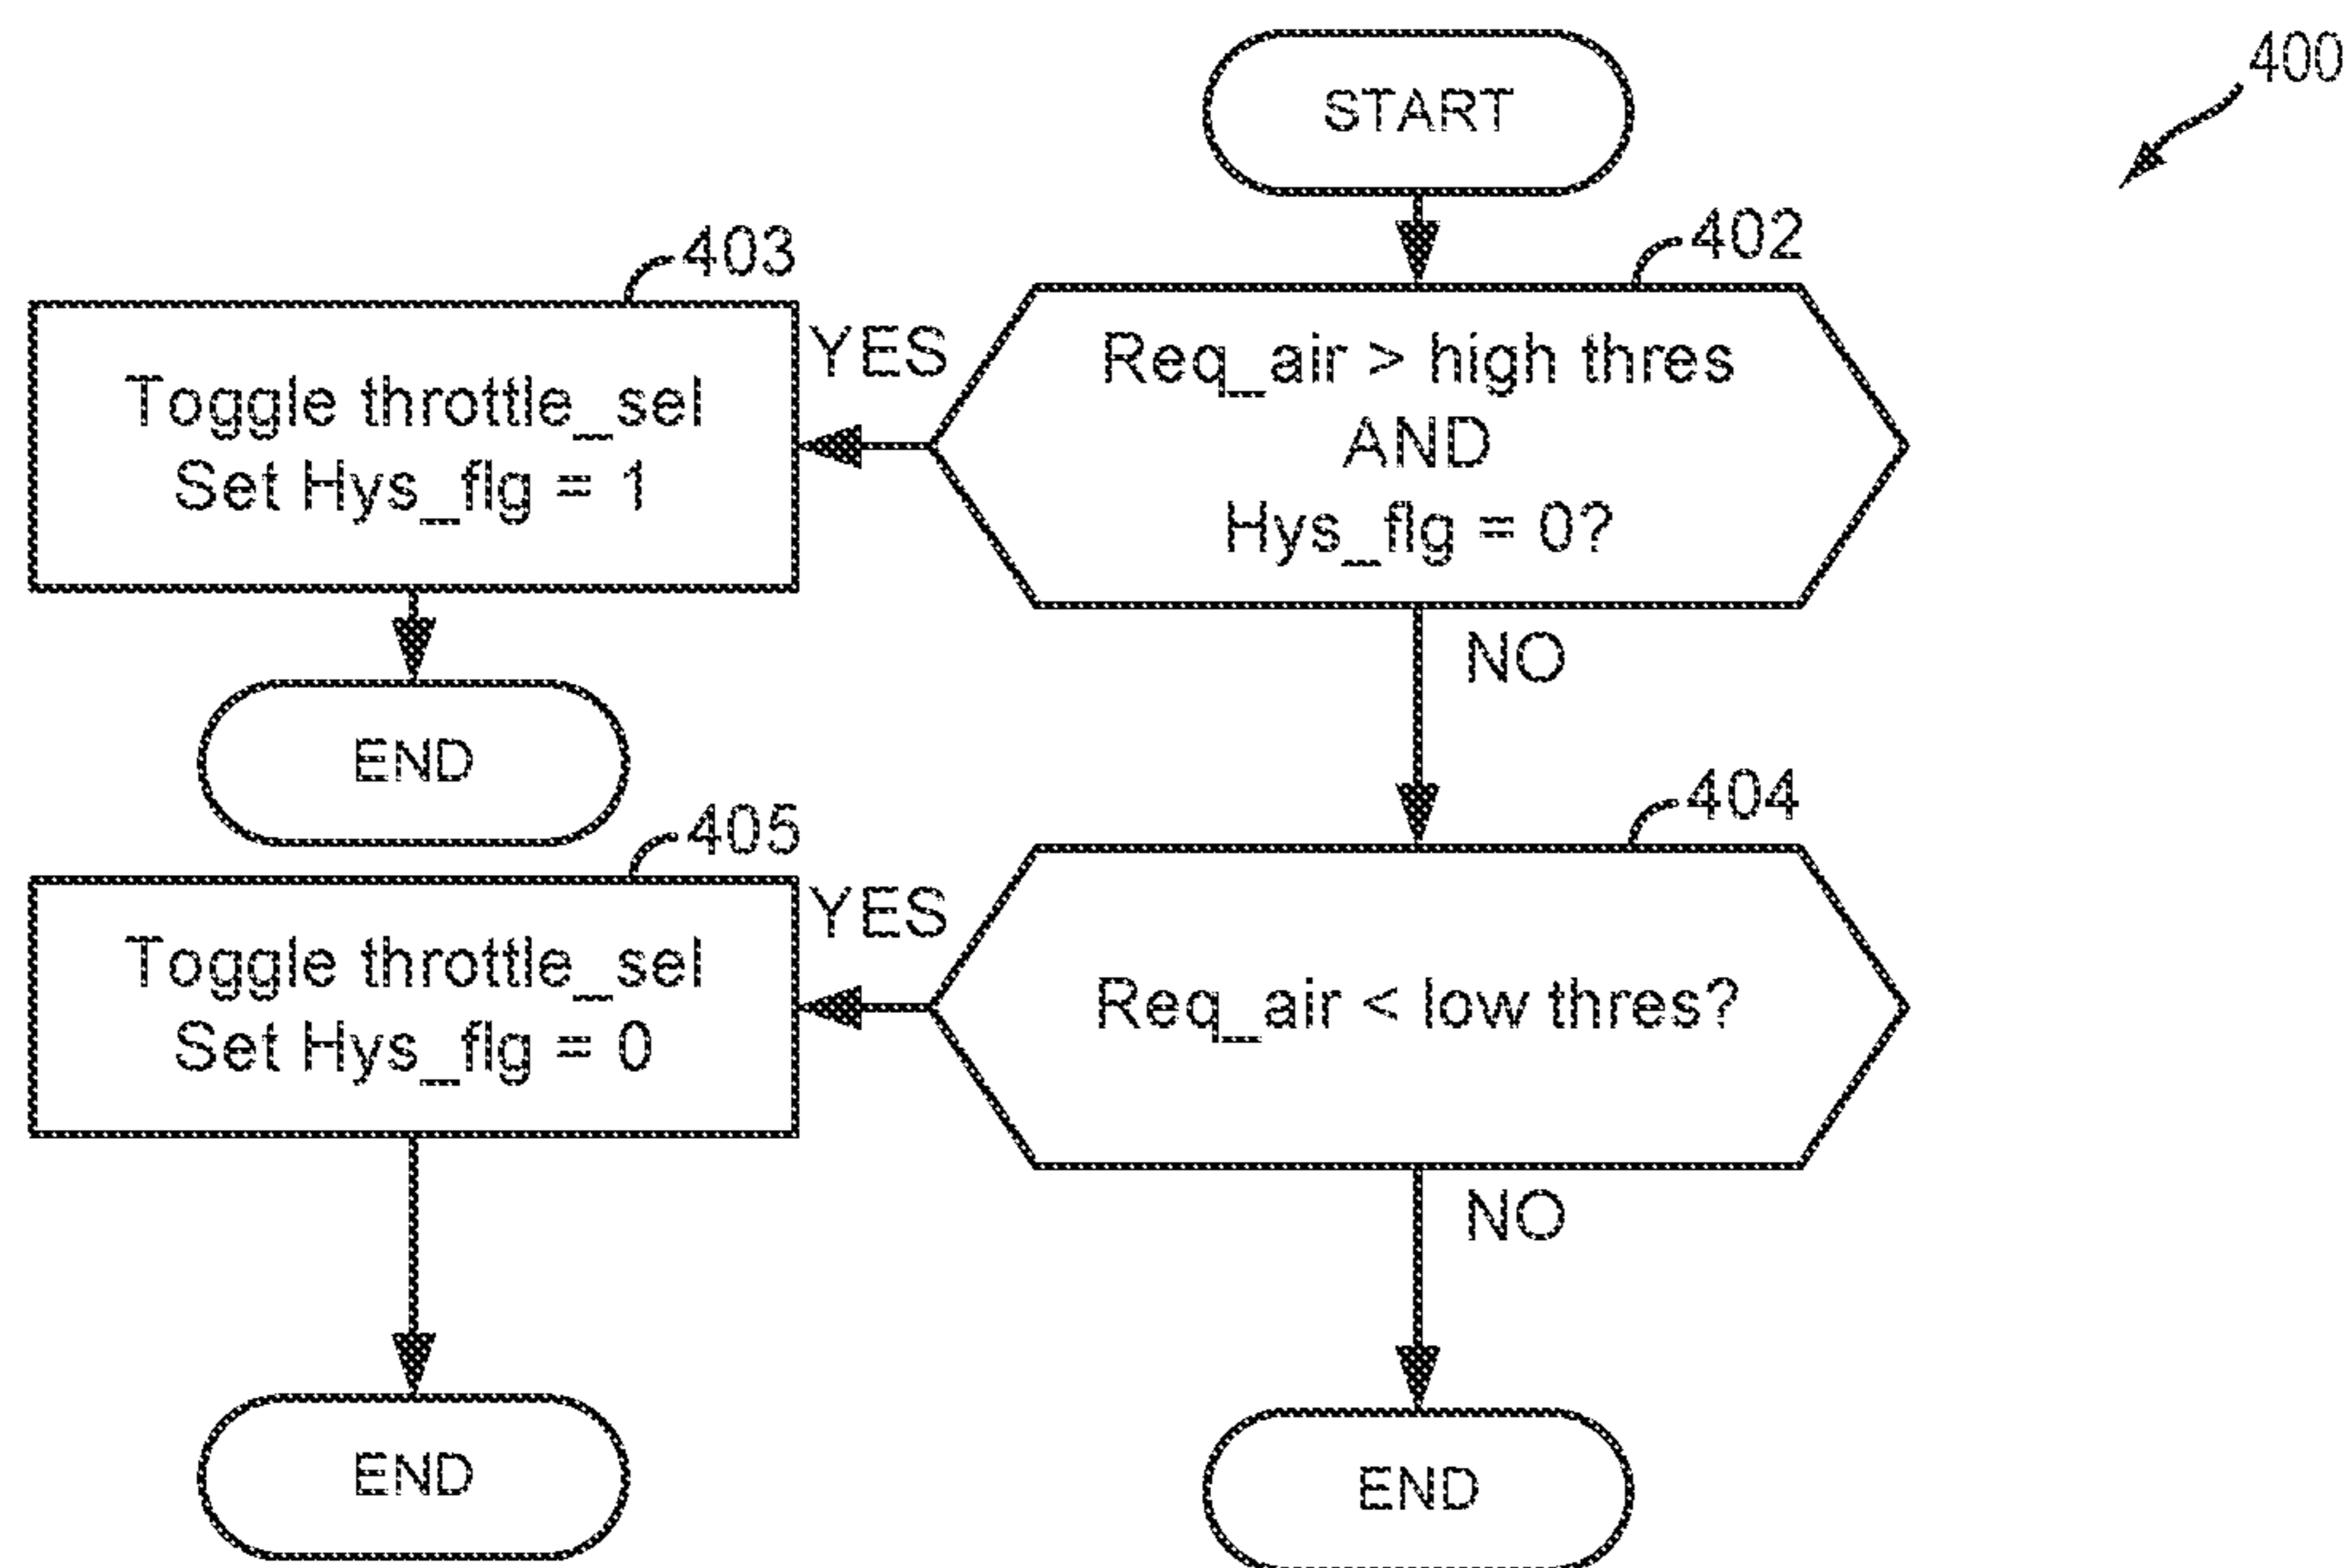 400
START
402
Req_air > high thres
AND
Hys_flg = 0?
YES
403
Toggle throttle_sel
Set Hys_flg = 1
END
NO
404
Req_air < low thres?
YES
405
Toggle throttle_sel
Set Hys_flg = 0
END
NO
END